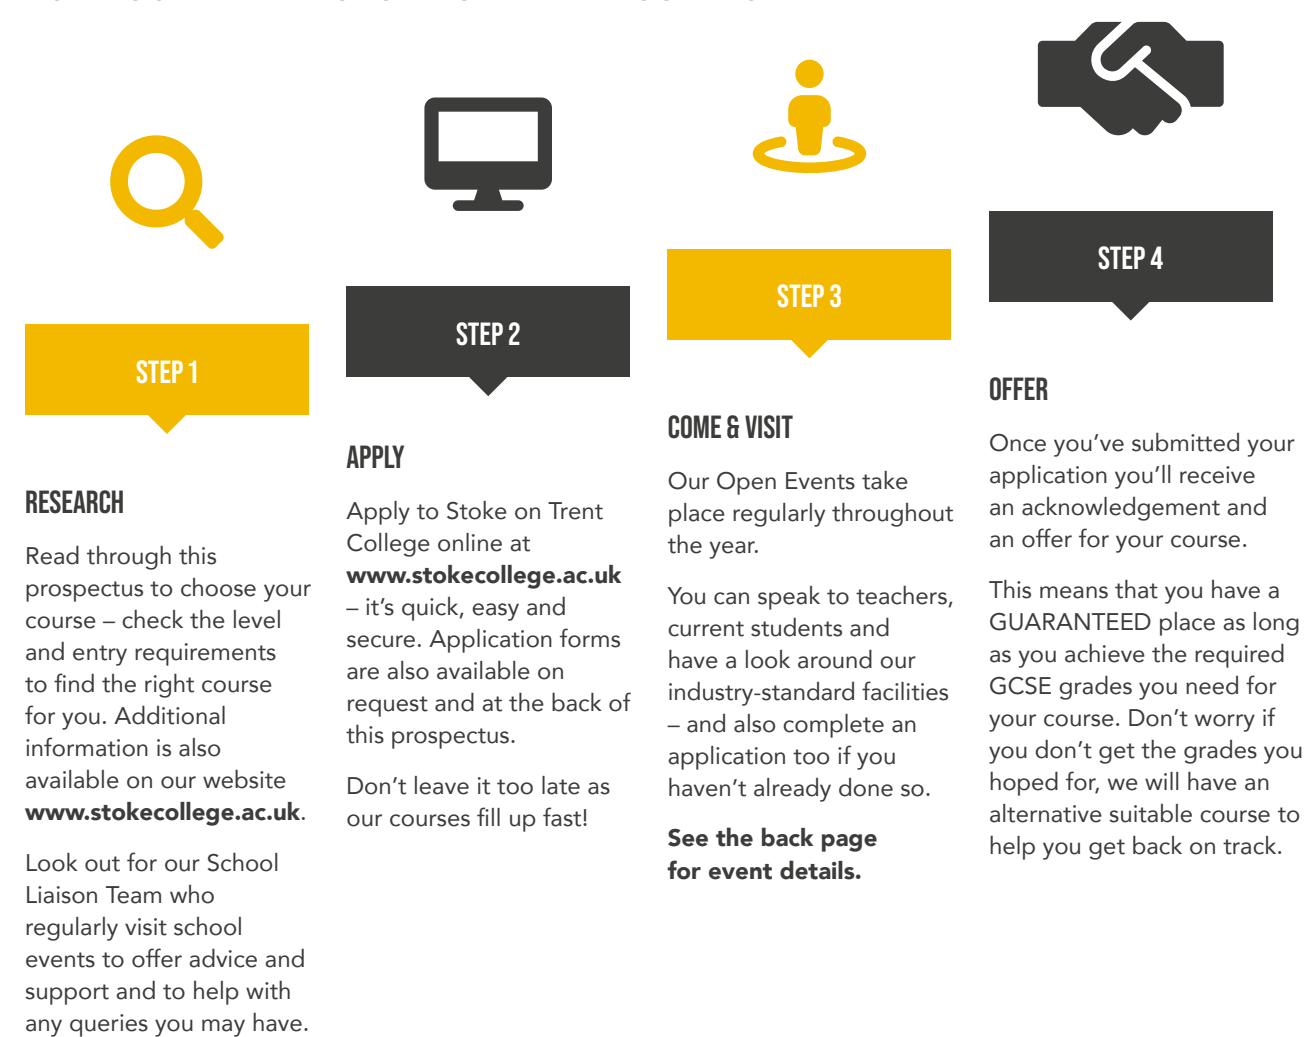 STEP 1
RESEARCH
Read through this
prospectus to choose your
course – check the level
and entry requirements
to find the right course
for you. Additional
information is also
available on our website
www.stokecollege.ac.uk.
Look out for our School
Liaison Team who
regularly visit school
events to offer advice and
support and to help with
any queries you may have.
STEP 2
APPLY
Apply to Stoke on Trent
College online at
www.stokecollege.ac.uk
– it’s quick, easy and
secure. Application forms
are also available on
request and at the back of
this prospectus.
Don’t leave it too late as
our courses fill up fast!
STEP 3
COME & VISIT
Our Open Events take
place regularly throughout
the year.
You can speak to teachers,
current students and
have a look around our
industry-standard facilities
– and also complete an
application too if you
haven’t already done so.
See the back page
for event details.
STEP 4
OFFER
Once you’ve submitted your
application you’ll receive
an acknowledgement and
an offer for your course.
This means that you have a
GUARANTEED place as long
as you achieve the required
GCSE grades you need for
your course. Don’t worry if
you don’t get the grades you
hoped for, we will have an
alternative suitable course to
help you get back on track.